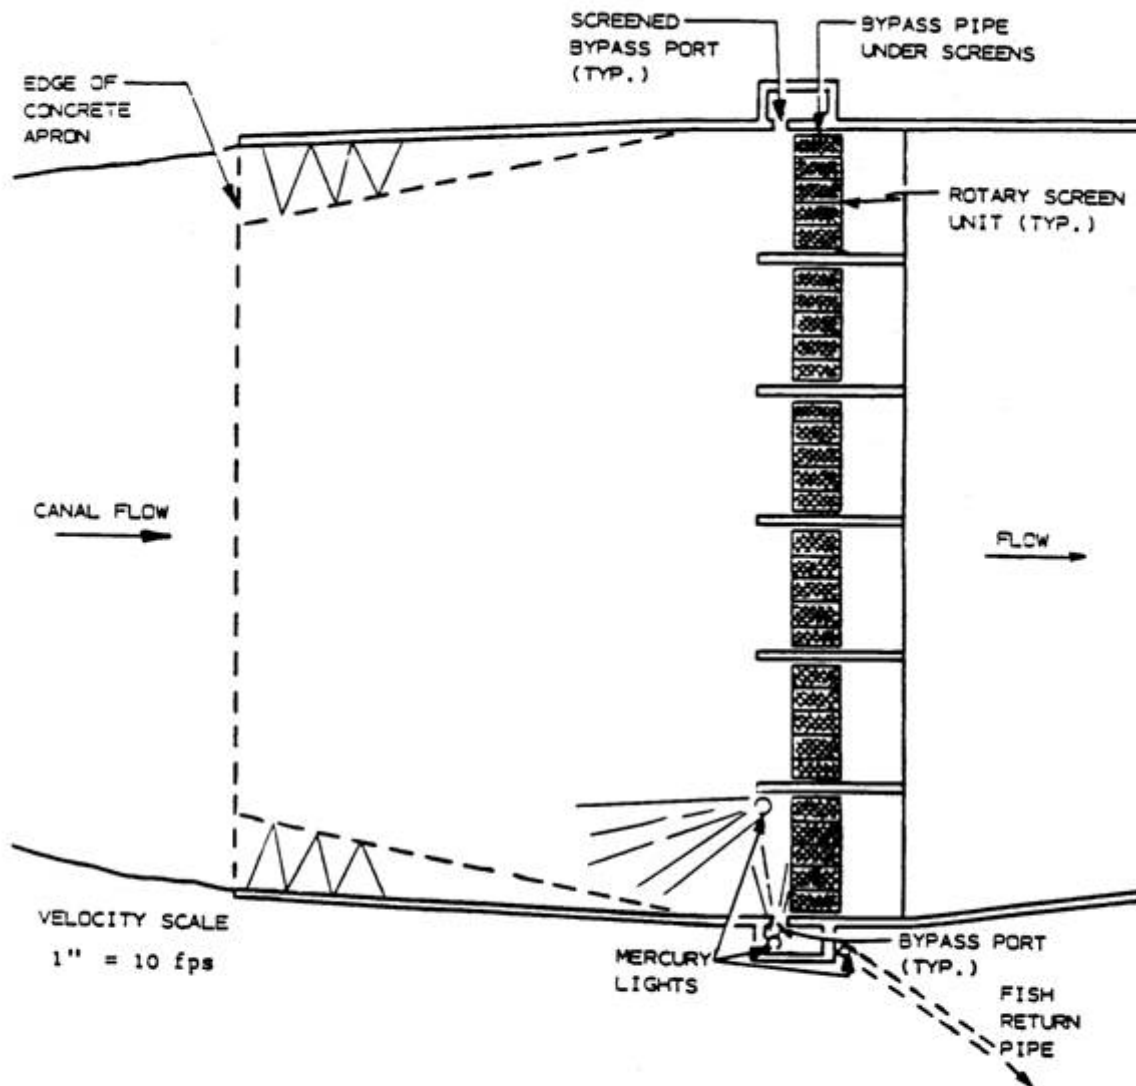 SCREENED
BYPASS PORT
(TYP.)
BYPASS PIPE
UNDER SCREENS
EDGE OF
CONCRETE
APRON
ROTARY SCREEN
UNIT (TYP.)
CANAL FLOW
FLOW
VELOCITY SCALE
1" = 10 fps
MERCURY
LIGHTS
BYPASS PORT
(TYP.)
FISH
RETURN
PIPE